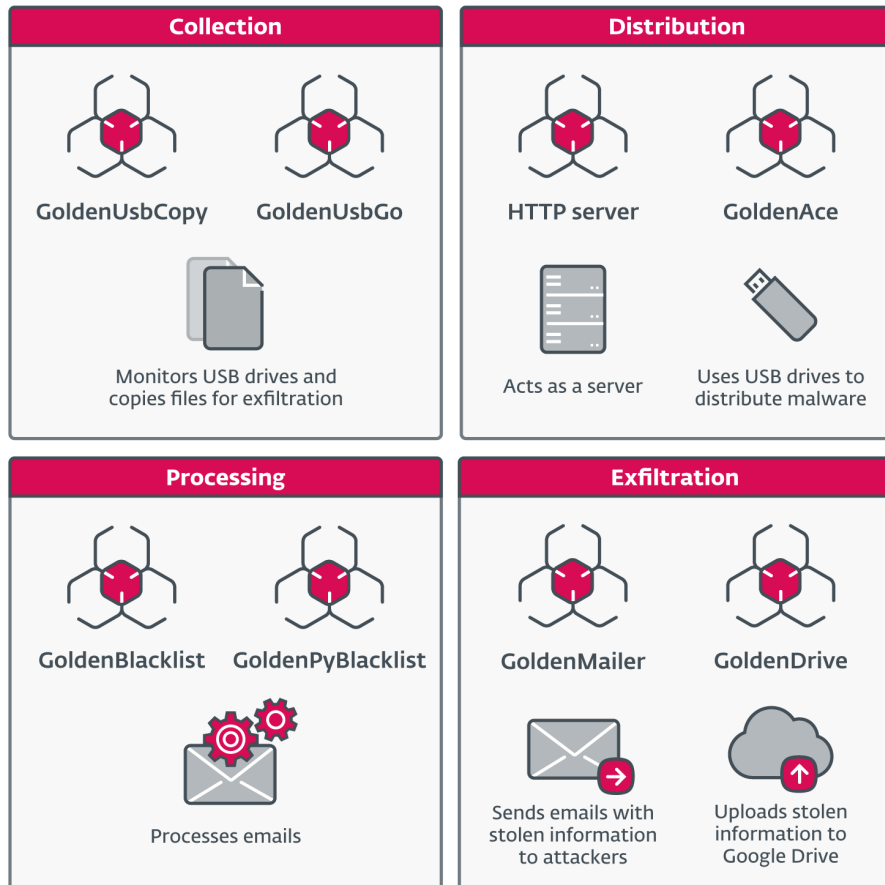 Collection
GoldenUsbCopy
GoldenUsbGo
Monitors USB drives and
copies files for exfiltration
Distribution
HTTP server
GoldenAce
Acts as a server
Uses USB drives to
distribute malware
Processing
GoldenBlacklist
GoldenPyBlacklist
Processes emails
Exfiltration
GoldenMailer
GoldenDrive
Sends emails with
stolen information
to attackers
Uploads stolen
information to
Google Drive